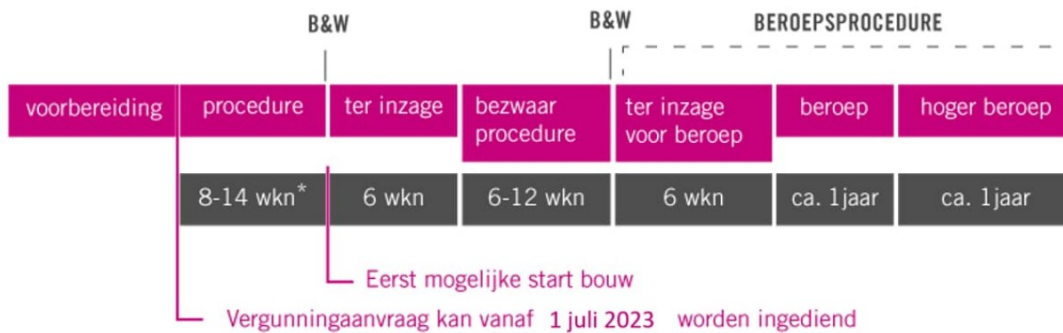 B&W
B&W
BEROEPSPROCEDURE
voorbereiding
procedure
ter inzage
bezwaar
procedure
ter inzage
voor beroep
beroep
hoger beroep
8-14 wkn*
6 wkn
6-12 wkn
6 wkn
ca. 1jaar
ca. 1jaar
Eerst mogelijke start bouw
Vergunningaanvraag kan vanaf 1 juli 2023 worden ingediend